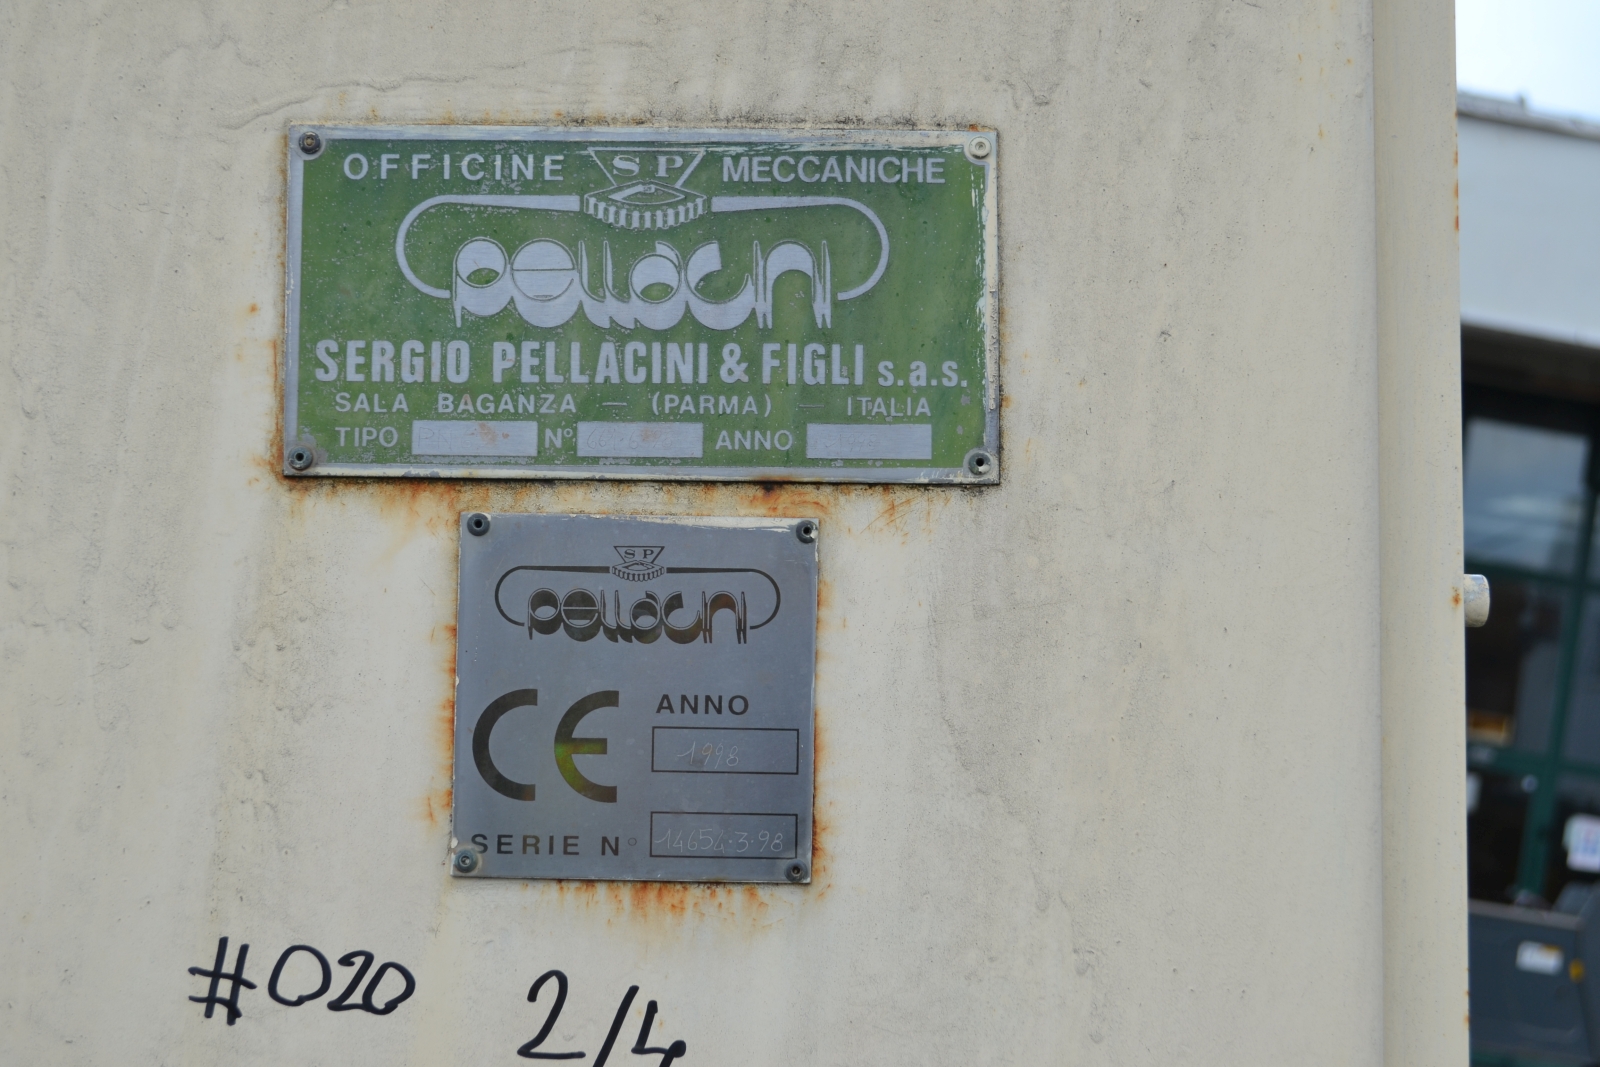 OFFICINE SP MECCANICHE
pellacini
SERGIO PELLACINI & FIGLI s.a.s.
SALA BAGANZA – (PARMA) – ITALIA
TIPO N° ANNO
SP
pellacini
CE ANNO
1998
SERIE N° 14654.3.98
#020
2/4